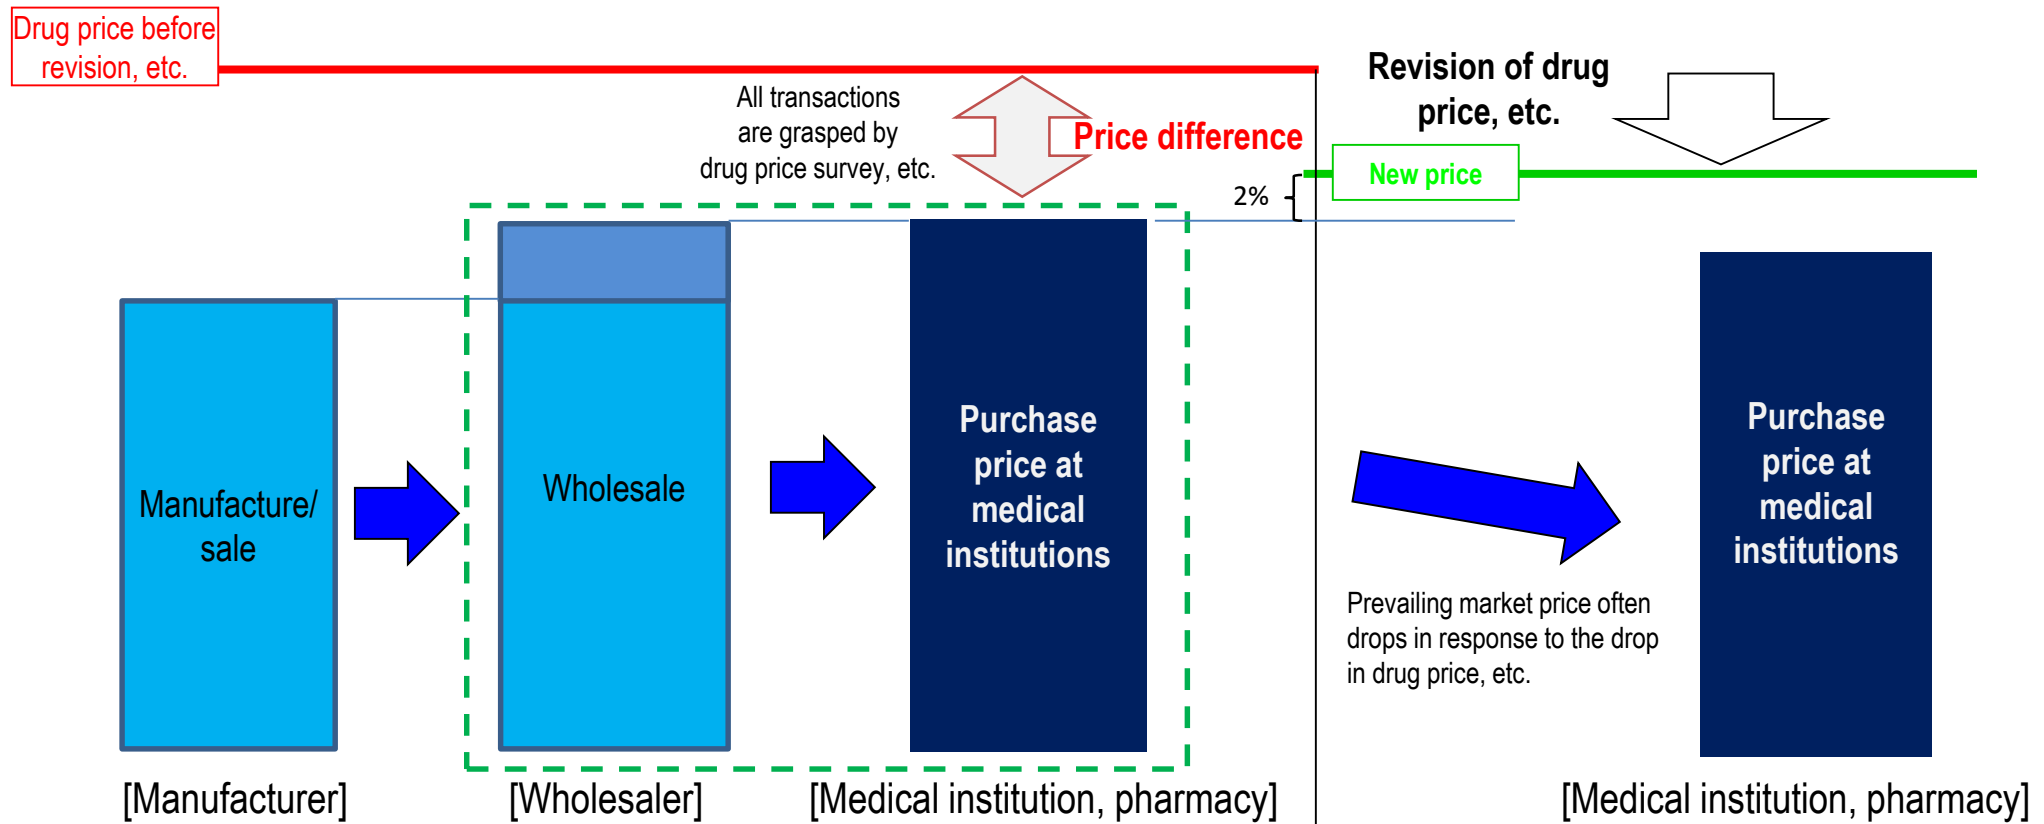 Drug price before
revision, etc.
All transactions
are grasped by
drug price survey, etc.
Price difference
Revision of drug
price, etc.
New price
2%
Manufacture/
sale
Wholesale
Purchase
price at
medical
institutions
Purchase
price at
medical
institutions
Prevailing market price often
drops in response to the drop
in drug price, etc.
[Manufacturer]
[Wholesaler]
[Medical institution, pharmacy]
[Medical institution, pharmacy]